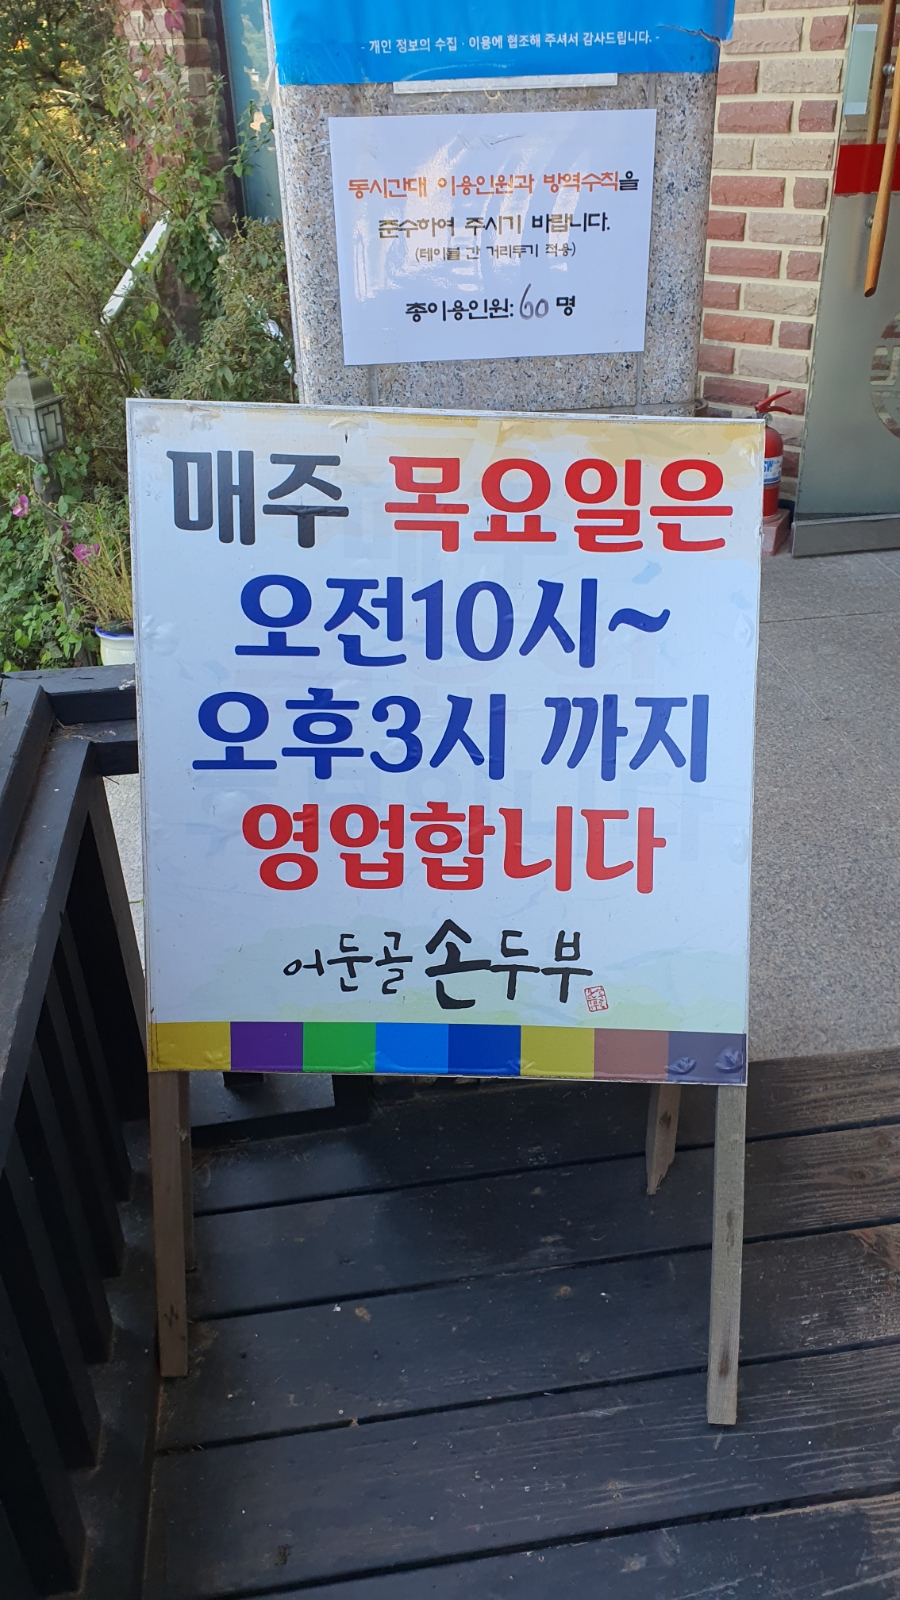 - 개인 정보의 수집 · 이용에 협조해 주셔서 감사드립니다. -
동시간대 이용인원과 방역수칙을
준수하여 주시기 바랍니다.
(테이블 간 거리두기 적용)
총이용인원: 60 명
매주 목요일은
오전10시~
오후3시 까지
영업합니다
어둔골 손두부